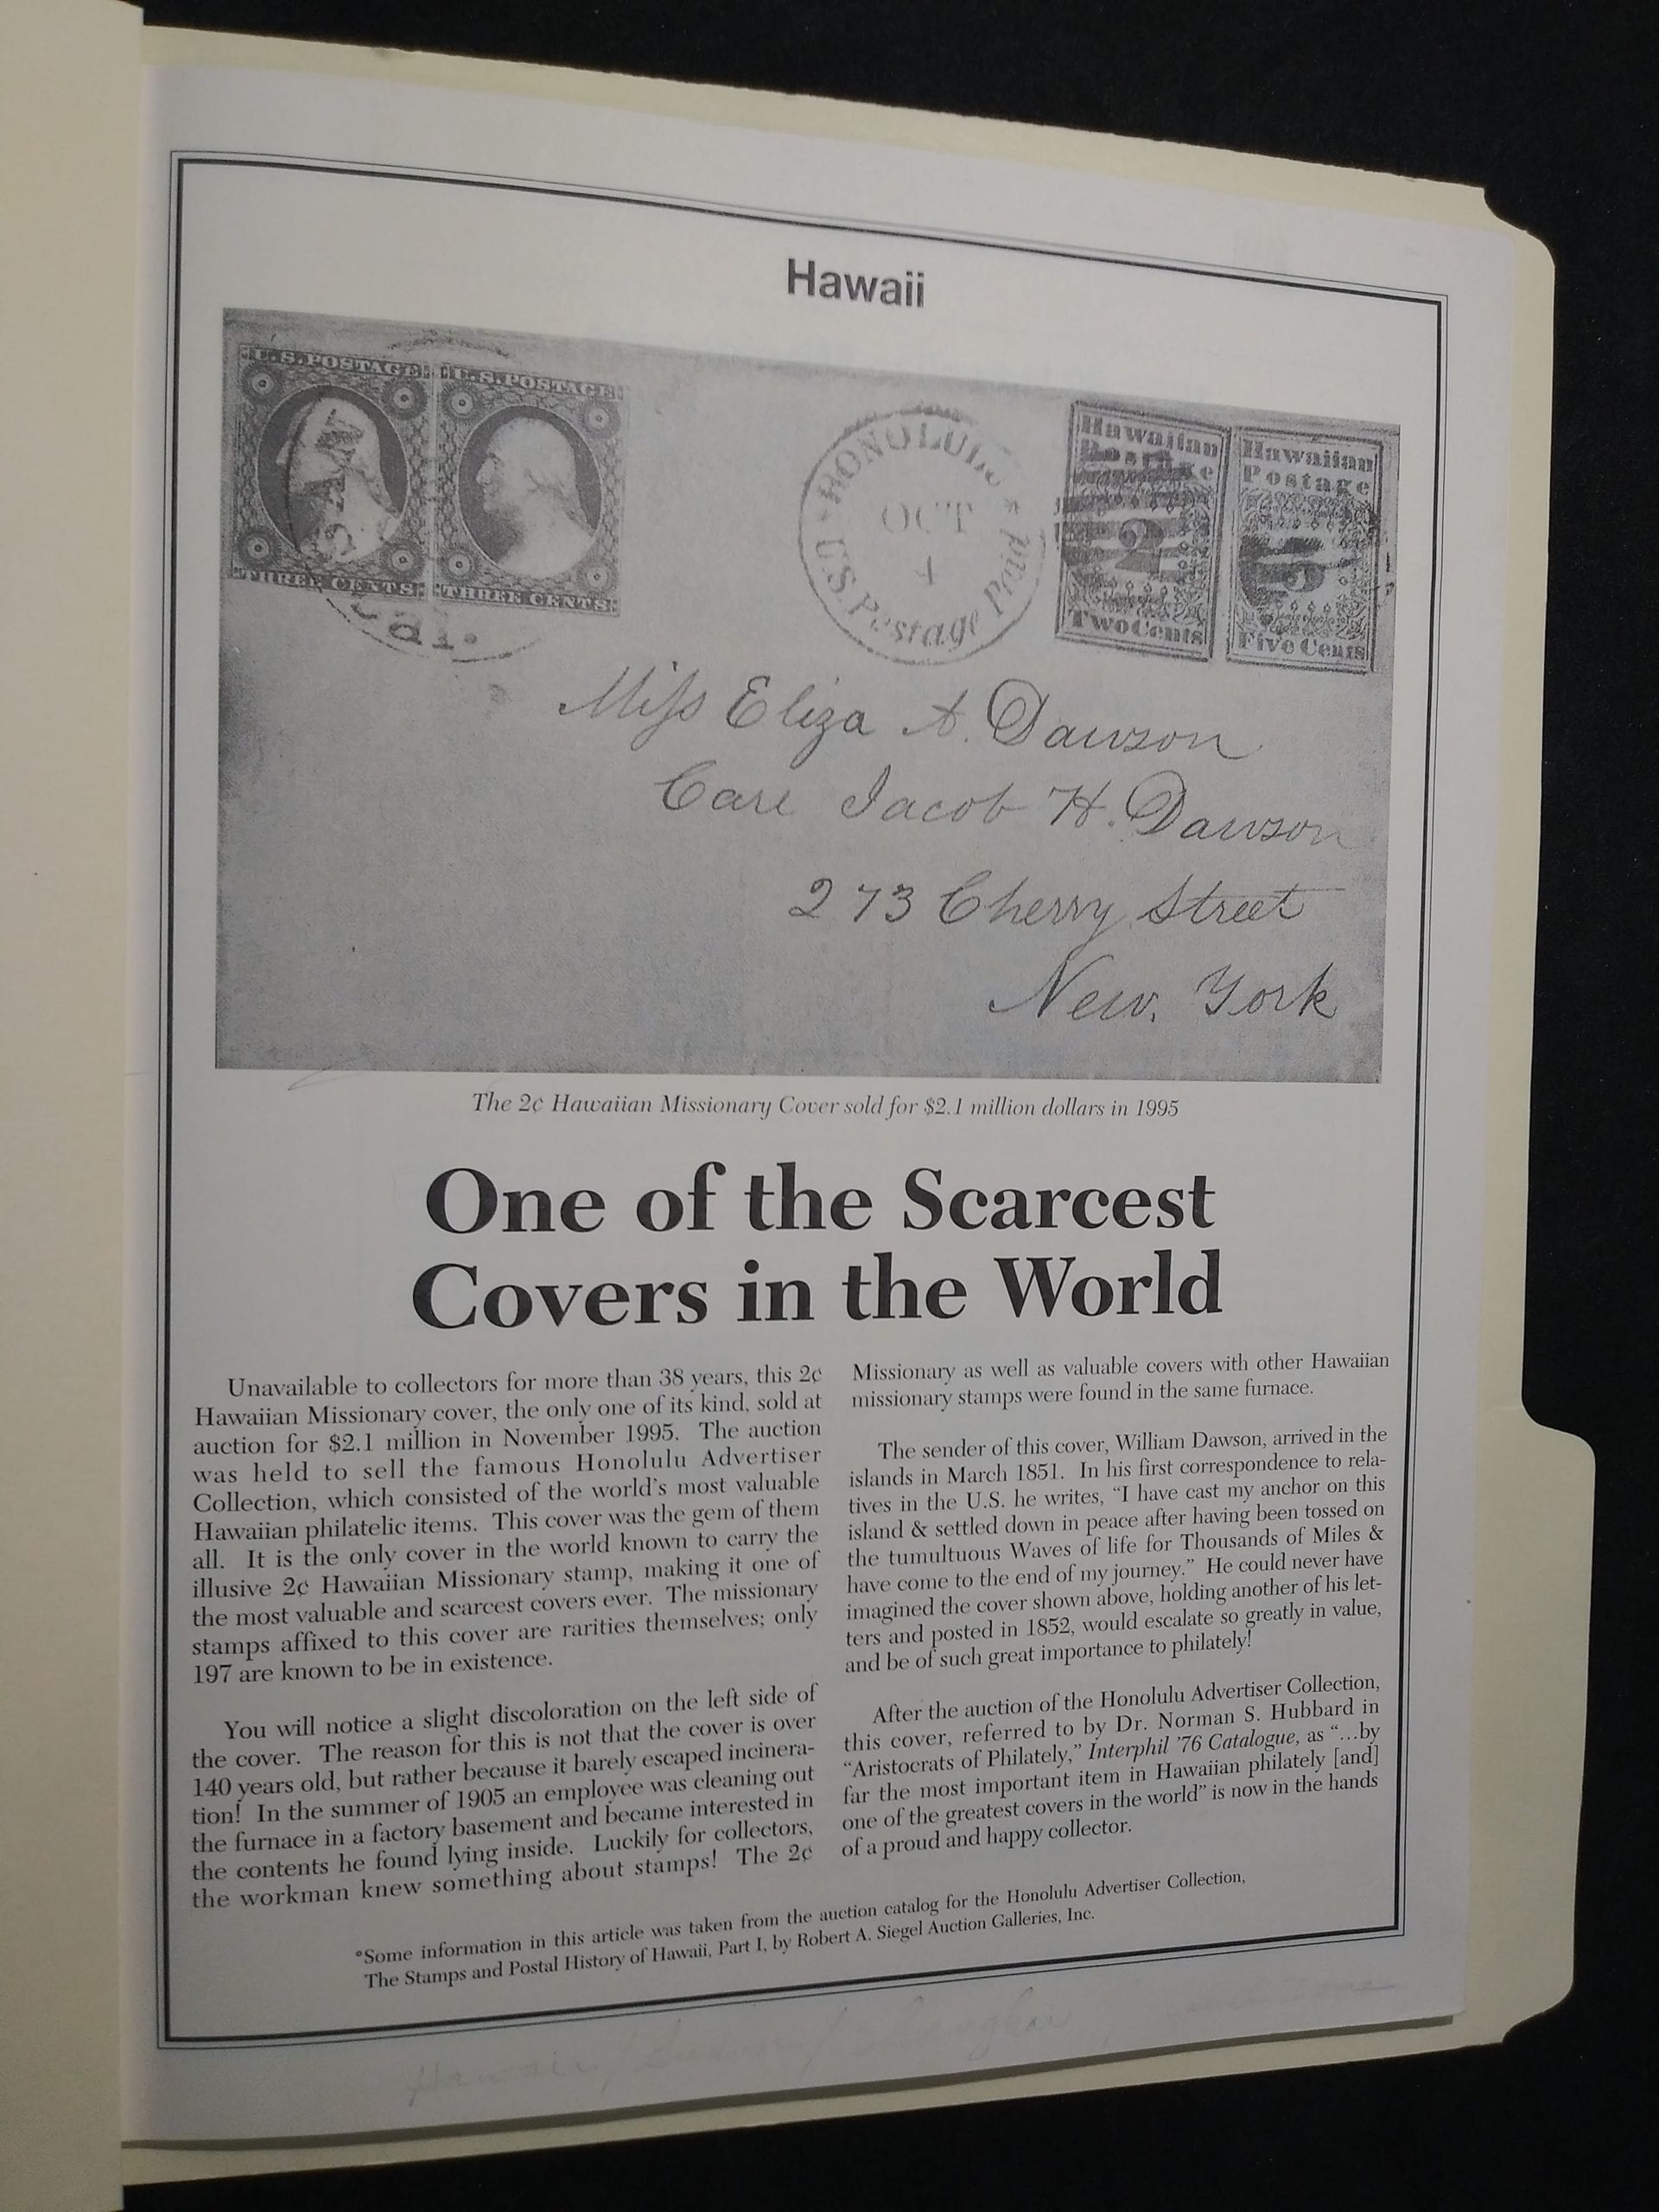 Hawaii
U.S. POSTAGE U.S. POSTAGE
THREE CENTS THREE CENTS
Cal.
HONOLULU
OCT
4
U.S. Postage Paid
Hawaiian Postage
2
Two Cents
Hawaiian
Postage
5
Five Cents
Miss Eliza A. Dawson
Care Jacob H. Dawson
273 Cherry Street
New York
The 2¢ Hawaiian Missionary Cover sold for $2.1 million dollars in 1995
One of the Scarcest
Covers in the World
Unavailable to collectors for more than 38 years, this 2¢
Hawaiian Missionary cover, the only one of its kind, sold at
auction for $2.1 million in November 1995. The auction
was held to sell the famous Honolulu Advertiser
Collection, which consisted of the world's most valuable
Hawaiian philatelic items. This cover was the gem of them
all. It is the only cover in the world known to carry the
illusive 2¢ Hawaiian Missionary stamp, making it one of
the most valuable and scarcest covers ever. The missionary
stamps affixed to this cover are rarities themselves; only
197 are known to be in existence.
You will notice a slight discoloration on the left side of
the cover. The reason for this is not that the cover is over
140 years old, but rather because it barely escaped incinera-
tion! In the summer of 1905 an employee was cleaning out
the furnace in a factory basement and became interested in
the contents he found lying inside. Luckily for collectors,
the workman knew something about stamps! The 2¢
Missionary as well as valuable covers with other Hawaiian
missionary stamps were found in the same furnace.
The sender of this cover, William Dawson, arrived in the
islands in March 1851. In his first correspondence to rela-
tives in the U.S. he writes, "I have cast my anchor on this
island & settled down in peace after having been tossed on
the tumultuous Waves of life for Thousands of Miles &
have come to the end of my journey." He could never have
imagined the cover shown above, holding another of his let-
ters and posted in 1852, would escalate so greatly in value,
and be of such great importance to philately!
After the auction of the Honolulu Advertiser Collection,
this cover, referred to by Dr. Norman S. Hubbard in
"Aristocrats of Philately," Interphil '76 Catalogue, as "...by
far the most important item in Hawaiian philately [and]
one of the greatest covers in the world" is now in the hands
of a proud and happy collector.
*Some information in this article was taken from the auction catalog for the Honolulu Advertiser Collection,
The Stamps and Postal History of Hawaii, Part I, by Robert A. Siegel Auction Galleries, Inc.
Hawaii